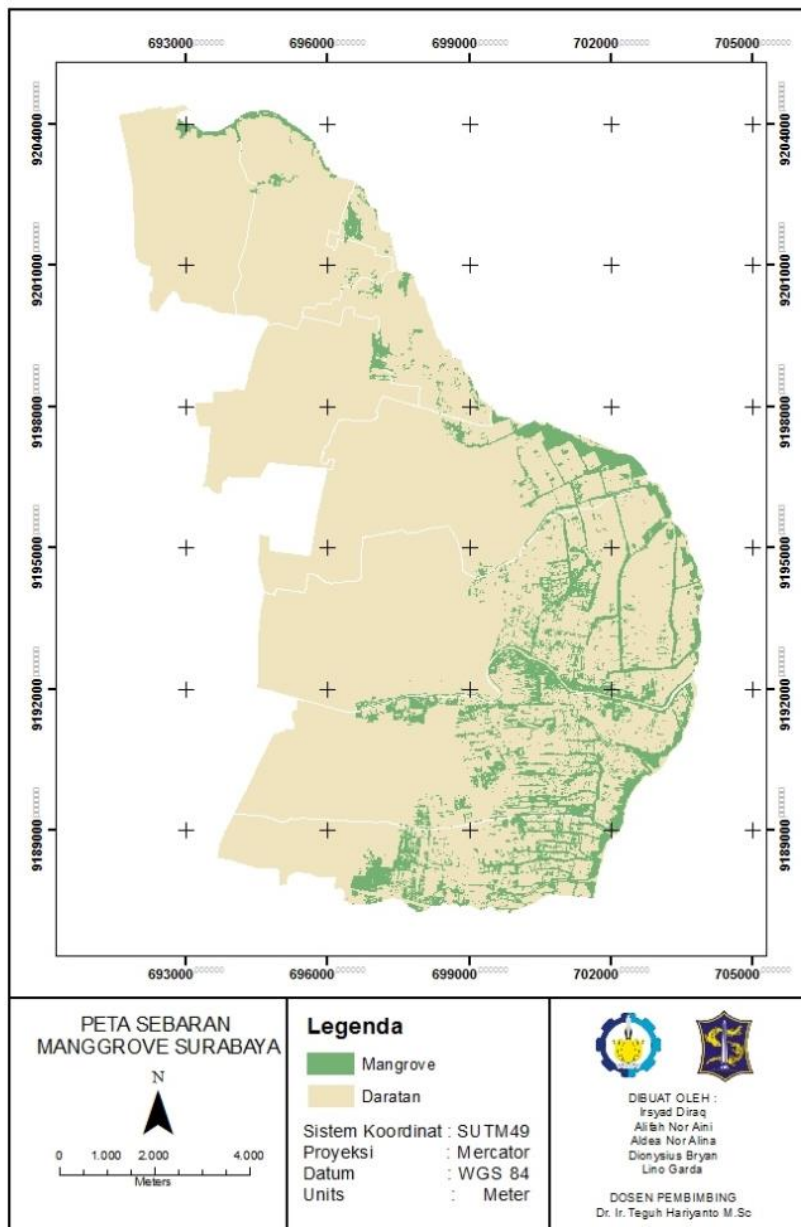 693000 696000 699000 702000 705000
9204000 9204000
9201000 9201000
9198000 9198000
9195000 9195000
9192000 9192000
9189000 9189000
693000 696000 699000 702000 705000
PETA SEBARAN
MANGGROVE SURABAYA
N
0 1.000 2.000 4.000
Meters
Legenda
Mangrove
Daratan
Sistem Koordinat : SUTM49
Proyeksi : Mercator
Datum : WGS 84
Units : Meter
DIBUAT OLEH :
Irsyad Diraq
Alifah Nor Aini
Aldea Nor Alina
Dionysius Bryan
Lino Garda
DOSEN PEMBIMBING
Dr. Ir. Teguh Hariyanto M.Sc